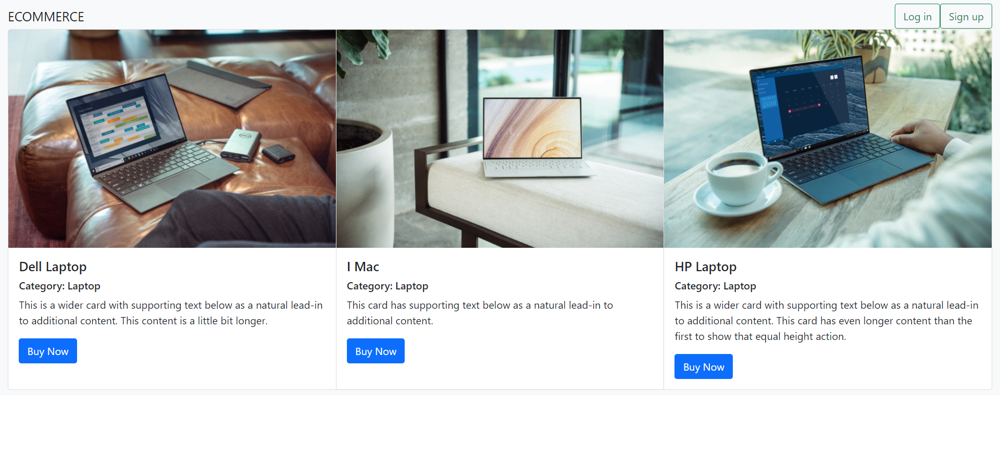 ECOMMERCE
Log in
Sign up
Dell Laptop
Category: Laptop
This is a wider card with supporting text below as a natural lead-in
to additional content. This content is a little bit longer.
Buy Now
I Mac
Category: Laptop
This card has supporting text below as a natural lead-in to
additional content.
Buy Now
HP Laptop
Category: Laptop
This is a wider card with supporting text below as a natural lead-in
to additional content. This card has even longer content than the
first to show that equal height action.
Buy Now